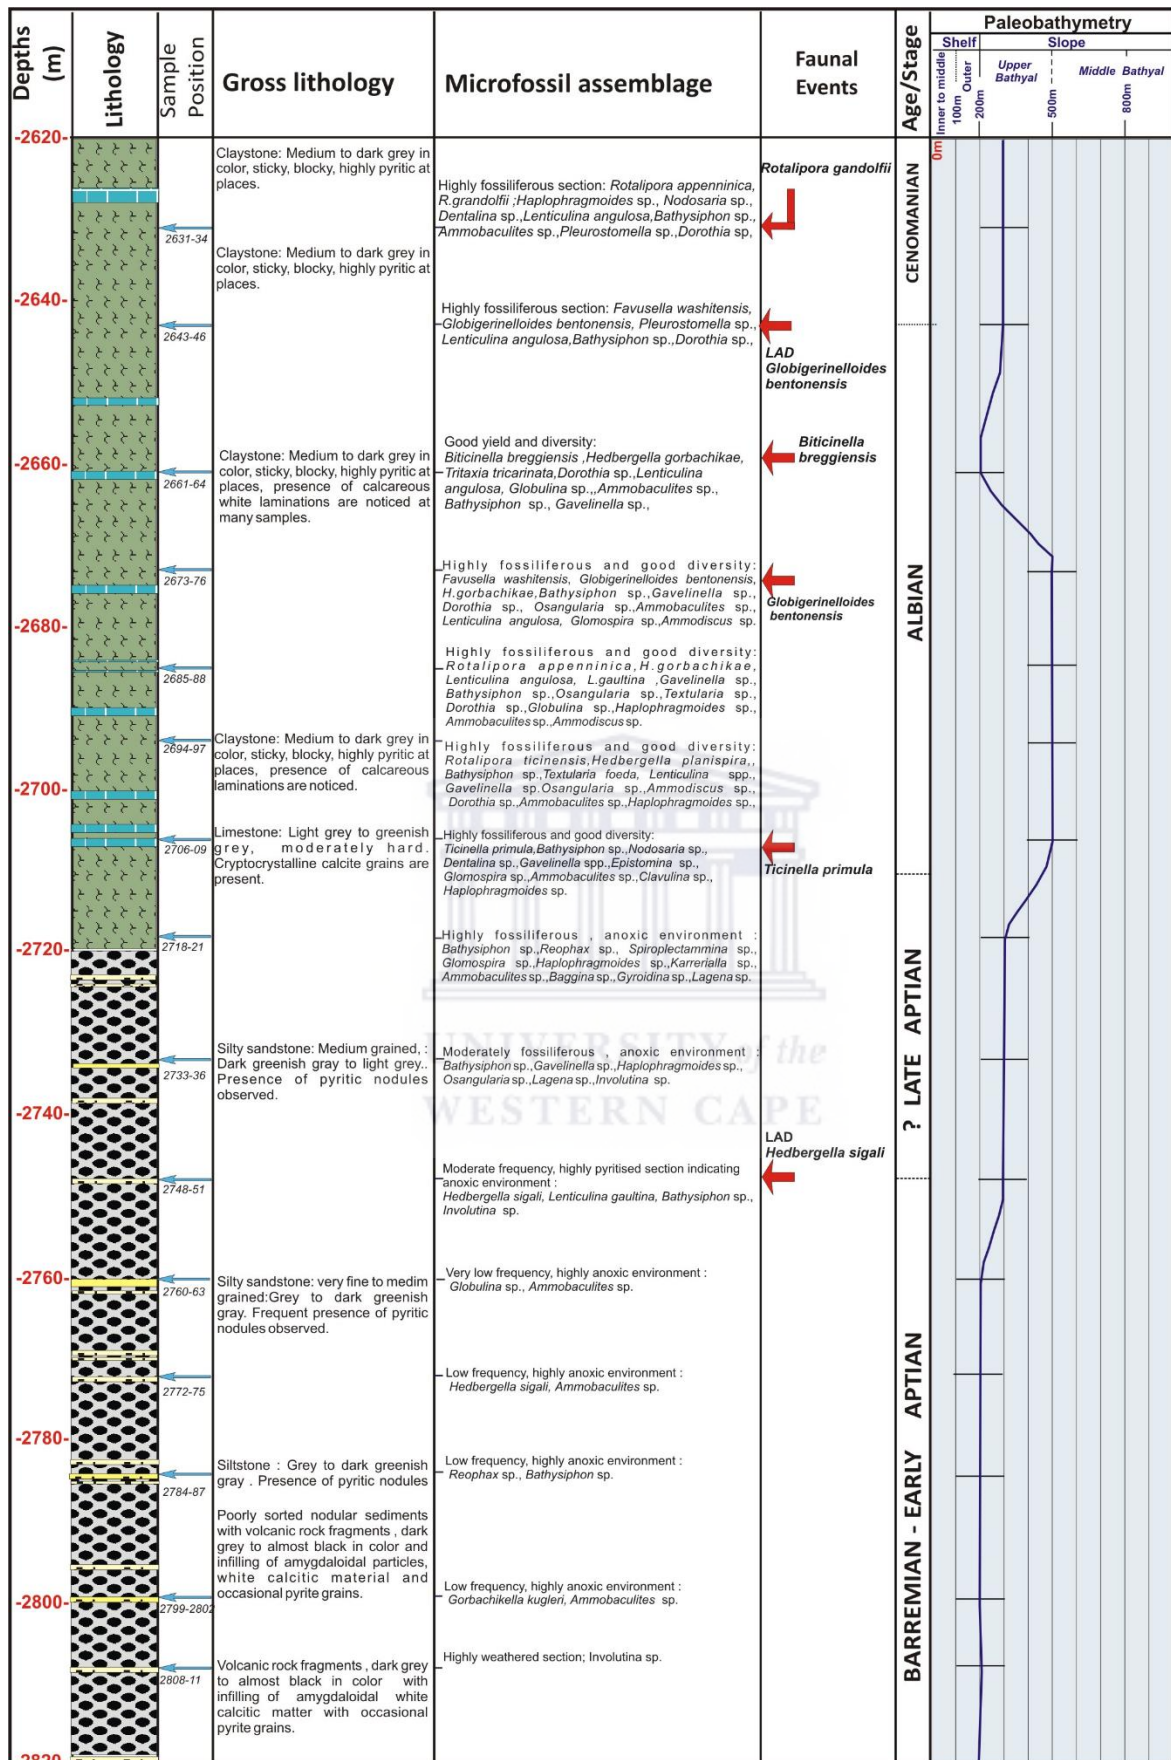 Depths (m)
Lithology
Sample Position
Gross lithology
Microfossil assemblage
Faunal
Events
Age/Stage
Paleobathymetry
Shelf
Slope
Inner to middle
Outer
Upper
Bathyal
Middle Bathyal
100m
200m
500m
800m
0m
-2620
Claystone: Medium to dark grey in
color, sticky, blocky, highly pyritic at
places.
Highly fossiliferous section: Rotalipora appenninica,
R.grandolfii ;Haplophragmoides sp., Nodosaria sp.,
Dentalina sp.,Lenticulina angulosa,Bathysiphon sp.,
Ammobaculites sp.,Pleurostomella sp.,Dorothia sp,
Rotalipora gandolfii
CENOMANIAN
2631-34
Claystone: Medium to dark grey in
color, sticky, blocky, highly pyritic at
places.
-2640-
Highly fossiliferous section: Favusella washitensis,
Globigerinelloides bentonensis, Pleurostomella sp.,
Lenticulina angulosa,Bathysiphon sp.,Dorothia sp.,
2643-46
LAD
Globigerinelloides
bentonensis
-2660-
Claystone: Medium to dark grey in
color, sticky, blocky, highly pyritic at
places, presence of calcareous
white laminations are noticed at
many samples.
Good yield and diversity:
Biticinella breggiensis ,Hedbergella gorbachikae,
Tritaxia tricarinata,Dorothia sp.,Lenticulina
angulosa, Globulina sp.,,Ammobaculites sp.,
Bathysiphon sp., Gavelinella sp.,
Biticinella
breggiensis
2661-64
ALBIAN
2673-76
Highly fossiliferous and good diversity:
Favusella washitensis, Globigerinelloides bentonensis,
H.gorbachikae,Bathysiphon sp.,Gavelinella sp.,
Dorothia sp., Osangularia sp.,Ammobaculites sp.,
Lenticulina angulosa, Glomospira sp.,Ammodiscus sp.
Globigerinelloides
bentonensis
-2680-
2685-88
Highly fossiliferous and good diversity:
Rotalipora appenninica,H.gorbachikae,
Lenticulina angulosa, L.gaultina ,Gavelinella sp.,
Bathysiphon sp.,Osangularia sp.,Textularia sp.,
Dorothia sp.,Globulina sp.,Haplophragmoides sp.,
Ammobaculites sp.,Ammodiscus sp.
2694-97
Claystone: Medium to dark grey in
color, sticky, blocky, highly pyritic at
places, presence of calcareous
laminations are noticed.
Highly fossiliferous and good diversity:
Rotalipora ticinensis,Hedbergella planispira,,
Bathysiphon sp.,Textularia foeda, Lenticulina spp.,
Gavelinella sp.Osangularia sp.,Ammodiscus sp.,
Dorothia sp.,Ammobaculites sp.,Haplophragmoides sp.,
-2700-
2706-09
Limestone: Light grey to greenish
grey, moderately hard.
Cryptocrystalline calcite grains are
present.
Highly fossiliferous and good diversity:
Ticinella primula,Bathysiphon sp.,Nodosaria sp.,
Dentalina sp.,Gavelinella spp.,Epistomina sp.,
Glomospira sp.,Ammobaculites sp.,Clavulina sp.,
Haplophragmoides sp.
Ticinella primula
-2720-
2718-21
Highly fossiliferous , anoxic environment :
Bathysiphon sp.,Reophax sp., Spiroplectammina sp.,
Glomospira sp.,Haplophragmoides sp.,Karrerialla sp.,
Ammobaculites sp.,Baggina sp.,Gyroidina sp.,Lagena sp.
? LATE APTIAN
UNIVERSITY of the
WESTERN CAPE
2733-36
Silty sandstone: Medium grained, :
Dark greenish gray to light grey..
Presence of pyritic nodules
observed.
Moderately fossiliferous , anoxic environment :
Bathysiphon sp.,Gavelinella sp.,Haplophragmoides sp.,
Osangularia sp.,Lagena sp.,Involutina sp.
-2740-
LAD
Hedbergella sigali
2748-51
Moderate frequency, highly pyritised section indicating
anoxic environment :
Hedbergella sigali, Lenticulina gaultina, Bathysiphon sp.,
Involutina sp.
-2760-
2760-63
Silty sandstone: very fine to medim
grained:Grey to dark greenish
gray. Frequent presence of pyritic
nodules observed.
Very low frequency, highly anoxic environment :
Globulina sp., Ammobaculites sp.
BARREMIAN - EARLY APTIAN
2772-75
Low frequency, highly anoxic environment :
Hedbergella sigali, Ammobaculites sp.
-2780-
2784-87
Siltstone : Grey to dark greenish
gray . Presence of pyritic nodules
Low frequency, highly anoxic environment :
Reophax sp., Bathysiphon sp.
Poorly sorted nodular sediments
with volcanic rock fragments , dark
grey to almost black in color and
infilling of amygdaloidal particles,
white calcitic material and
occasional pyrite grains.
-2800-
2799-2802
Low frequency, highly anoxic environment :
Gorbachikella kugleri, Ammobaculites sp.
2808-11
Volcanic rock fragments , dark grey
to almost black in color with
infilling of amygdaloidal white
calcitic matter with occasional
pyrite grains.
Highly weathered section; Involutina sp.
-2820